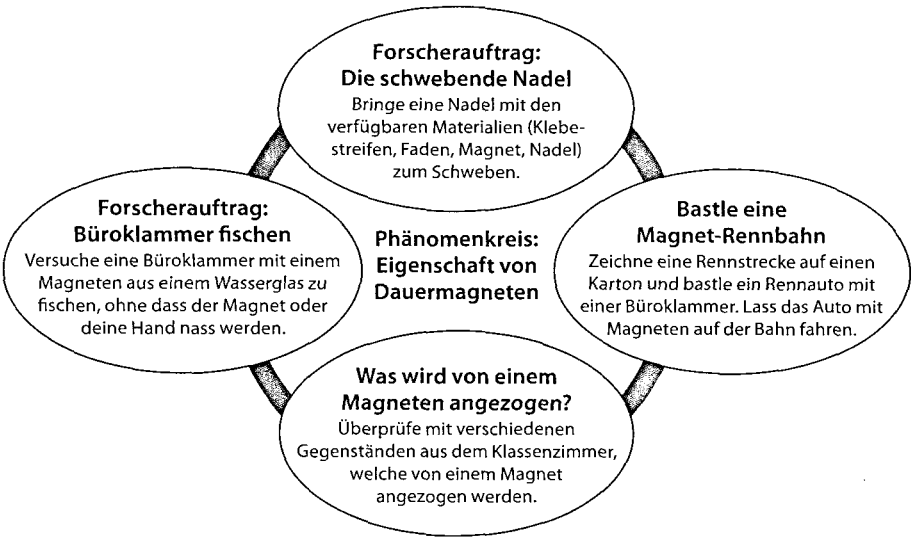 Forscherauftrag:
Die schwebende Nadel
Bringe eine Nadel mit den
verfügbaren Materialien (Klebe-
streifen, Faden, Magnet, Nadel)
zum Schweben.
Forscherauftrag:
Büroklammer fischen
Versuche eine Büroklammer mit einem
Magneten aus einem Wasserglas zu
fischen, ohne dass der Magnet oder
deine Hand nass werden.
Phänomenkreis:
Eigenschaft von
Dauermagneten
Bastle eine
Magnet-Rennbahn
Zeichne eine Rennstrecke auf einen
Karton und bastle ein Rennauto mit
einer Büroklammer. Lass das Auto mit
Magneten auf der Bahn fahren.
Was wird von einem
Magneten angezogen?
Überprüfe mit verschiedenen
Gegenständen aus dem Klassenzimmer,
welche von einem Magnet
angezogen werden.